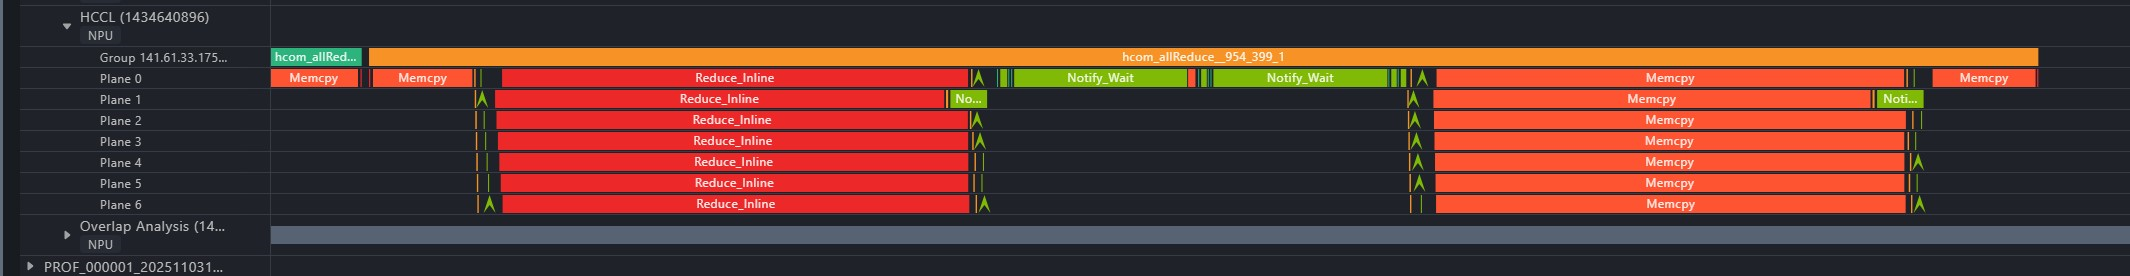 HCCL (1434640896)
NPU
Group 141.61.33.175... hcom_allRed... hcom_allReduce__954_399_1
Plane 0 Memcpy Memcpy Reduce_Inline Notify_Wait Notify_Wait Memcpy Memcpy
Plane 1 Reduce_Inline No... Memcpy Noti...
Plane 2 Reduce_Inline Memcpy
Plane 3 Reduce_Inline Memcpy
Plane 4 Reduce_Inline Memcpy
Plane 5 Reduce_Inline Memcpy
Plane 6 Reduce_Inline Memcpy
Overlap Analysis (14...
NPU
PROF_000001_202511031...